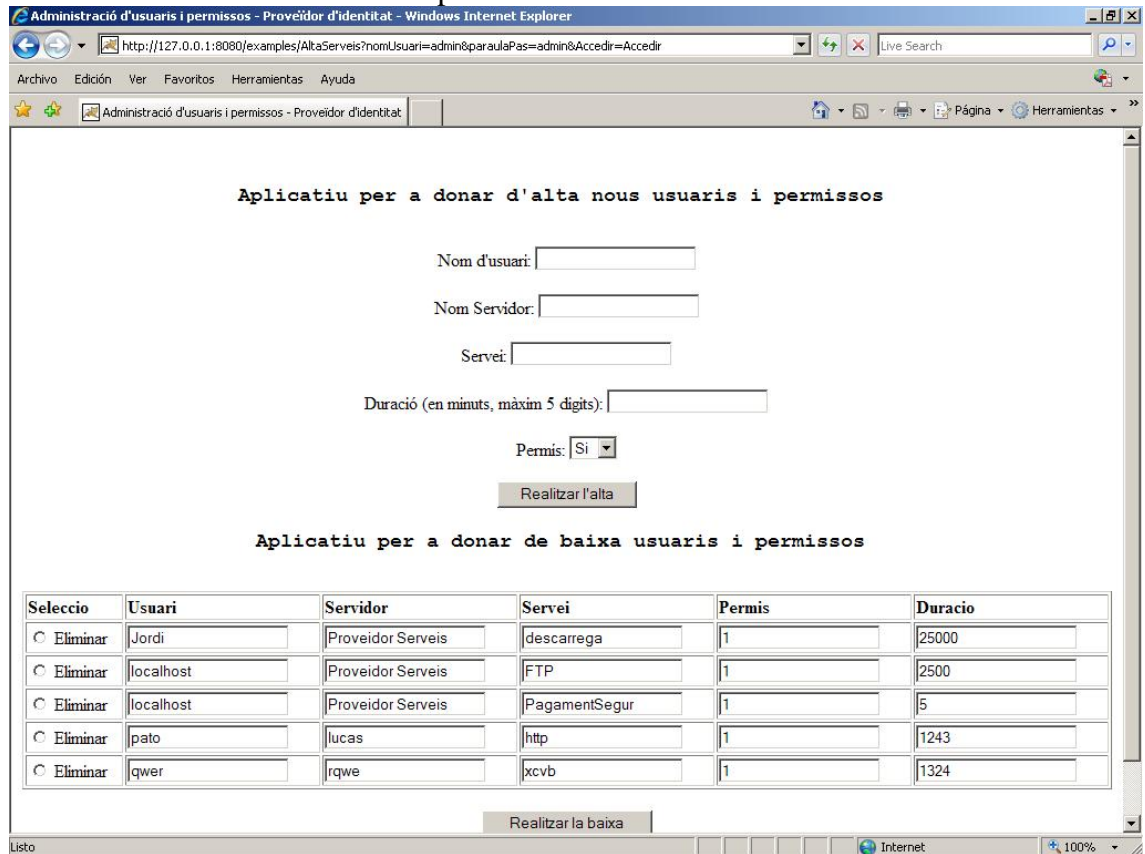 Administració d'usuaris i permissos - Proveïdor d'identitat - Windows Internet Explorer
http://127.0.0.1:8080/examples/AltaServeis?nomUsuari=admin&paraulaPas=admin&Accedir=Accedir
Live Search
Archivo Edición Ver Favoritos Herramientas Ayuda
Administració d'usuaris i permissos - Proveïdor d'identitat
Página Herramientas
Aplicatiu per a donar d'alta nous usuaris i permissos
Nom d'usuari:
Nom Servidor:
Servei:
Duració (en minuts, màxim 5 digits):
Permís: Si
Realitzar l'alta
Aplicatiu per a donar de baixa usuaris i permissos
Seleccio Usuari Servidor Servei Permis Duracio
Eliminar Jordi Proveidor Serveis descarrega 1 25000
Eliminar localhost Proveidor Serveis FTP 1 2500
Eliminar localhost Proveidor Serveis PagamentSegur 1 5
Eliminar pato lucas http 1 1243
Eliminar qwer rqwe xcvb 1 1324
Realitzar la baixa
Listo Internet 100%